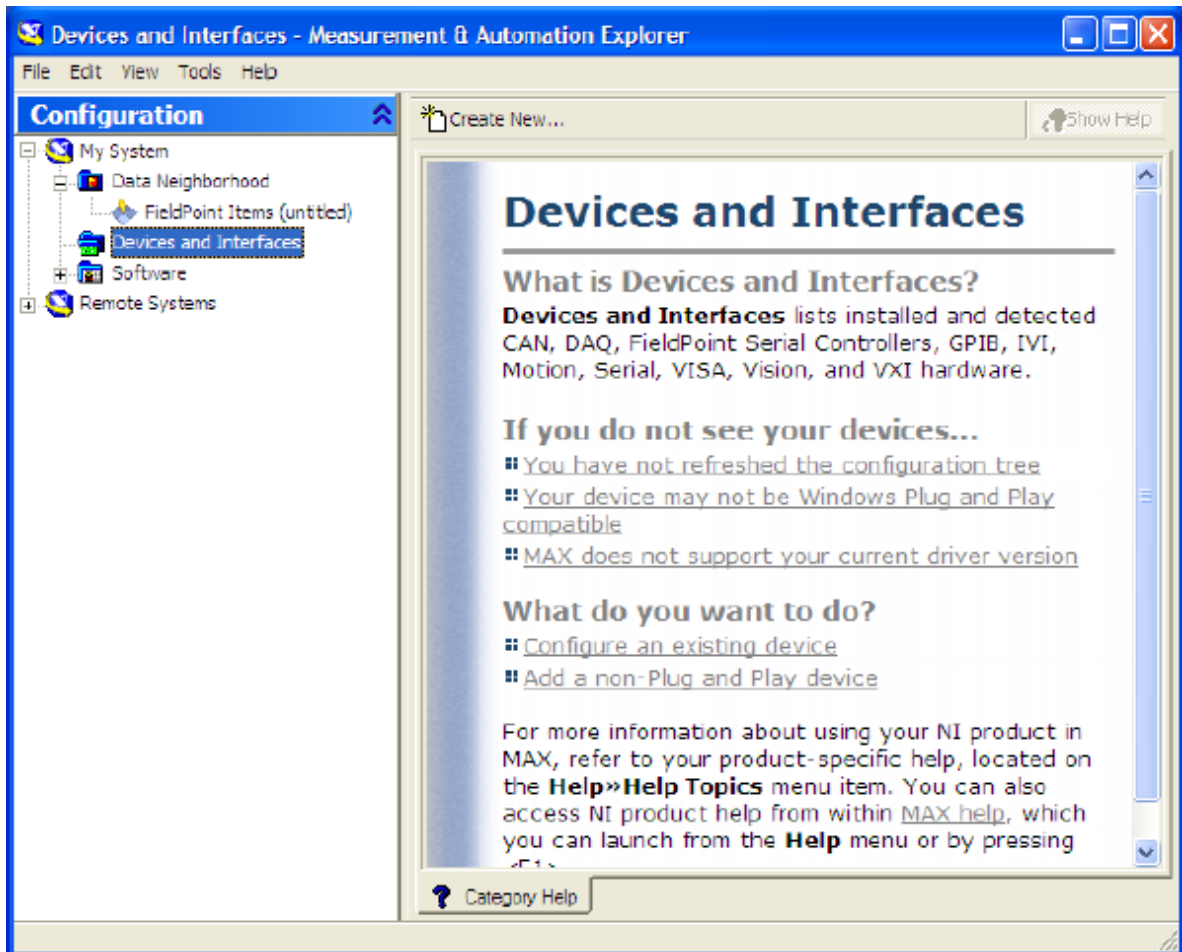 Devices and Interfaces - Measurement & Automation Explorer
File Edit View Tools Help
Configuration
My System
Data Neighborhood
FieldPoint Items (untitled)
Devices and Interfaces
Software
Remote Systems
Create New...
Show Help
Devices and Interfaces
What is Devices and Interfaces?
Devices and Interfaces lists installed and detected
CAN, DAQ, FieldPoint Serial Controllers, GPIB, IVI,
Motion, Serial, VISA, Vision, and VXI hardware.
If you do not see your devices...
You have not refreshed the configuration tree
Your device may not be Windows Plug and Play
compatible
MAX does not support your current driver version
What do you want to do?
Configure an existing device
Add a non-Plug and Play device
For more information about using your NI product in
MAX, refer to your product-specific help, located on
the Help»Help Topics menu item. You can also
access NI product help from within MAX help, which
you can launch from the Help menu or by pressing
<F1>
Category Help